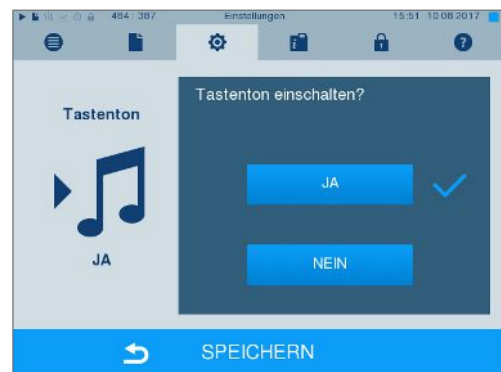 484 | 387 Einstellungen 15:51 10.08.2017
Tastenton
JA
Tastenton einschalten?
JA
NEIN
SPEICHERN